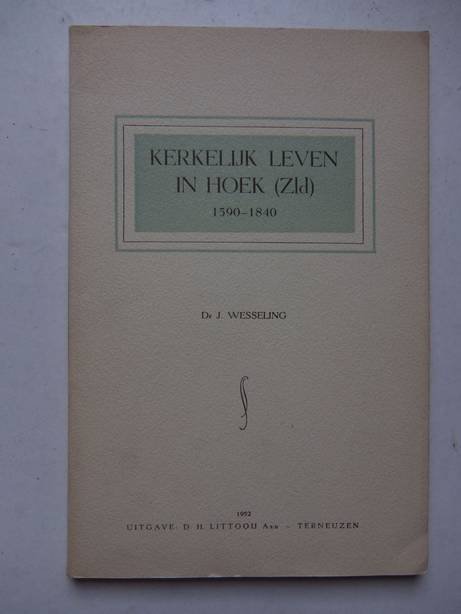 KERKELIJK LEVEN
IN HOEK (Zld)
1590-1840
Dr J. WESSELING
1952
UITGAVE: D. H. LITTOOIJ Azn - TERNEUZEN